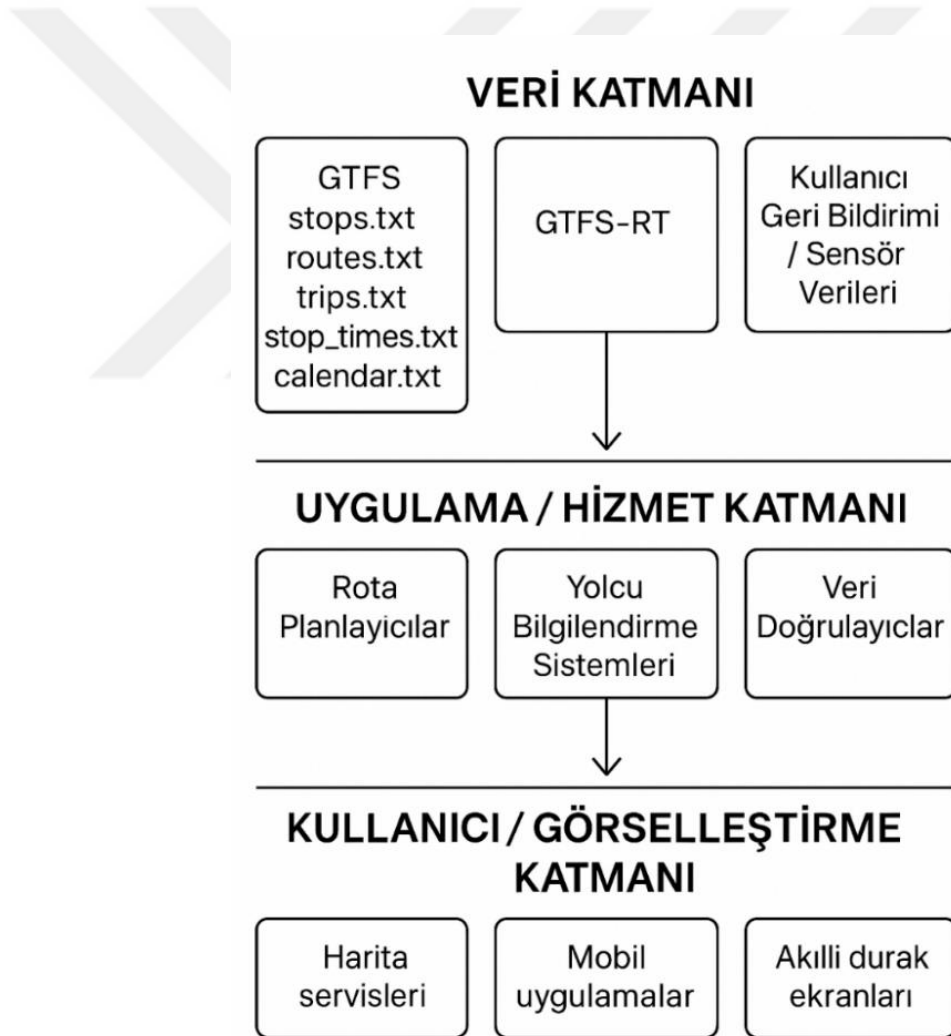 VERİ KATMANI
GTFS
stops.txt
routes.txt
trips.txt
stop_times.txt
calendar.txt
GTFS-RT
Kullanıcı
Geri Bildirimi
/ Sensör
Verileri
UYGULAMA / HİZMET KATMANI
Rota
Planlayicılar
Yolcu
Bilgilendirme
Sistemleri
Veri
Doğrulayıclar
KULLANICI / GÖRSELLEŞTİRME
KATMANI
Harita
servisleri
Mobil
uygulamalar
Akılli durak
ekranları